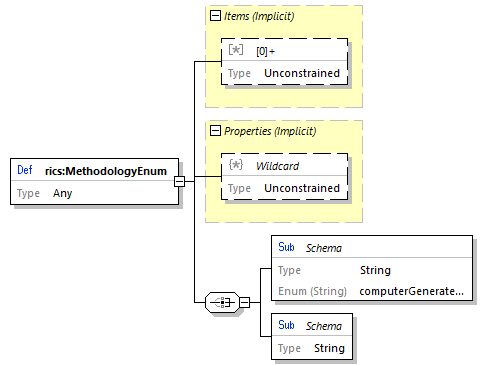 Items (Implicit)
[*] [0]+
Type Unconstrained
Properties (Implicit)
{*} Wildcard
Type Unconstrained
Def rics:MethodologyEnum
Type Any
Sub Schema
Type String
Enum (String) computerGenerate...
Sub Schema
Type String